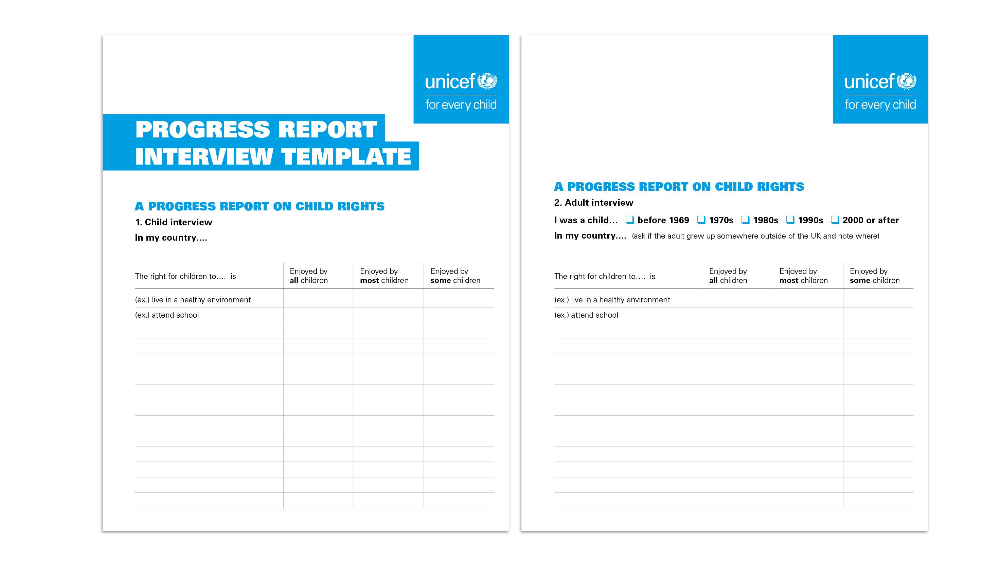 unicef
for every child
PROGRESS REPORT
INTERVIEW TEMPLATE
A PROGRESS REPORT ON CHILD RIGHTS
1. Child interview
In my country....
The right for children to.... is
Enjoyed by
all children
Enjoyed by
most children
Enjoyed by
some children
(ex.) live in a healthy environment
(ex.) attend school
unicef
for every child
A PROGRESS REPORT ON CHILD RIGHTS
2. Adult interview
I was a child... ❏ before 1969 ❏ 1970s ❏ 1980s ❏ 1990s ❏ 2000 or after
In my country.... (ask if the adult grew up somewhere outside of the UK and note where)
The right for children to.... is
Enjoyed by
all children
Enjoyed by
most children
Enjoyed by
some children
(ex.) live in a healthy environment
(ex.) attend school